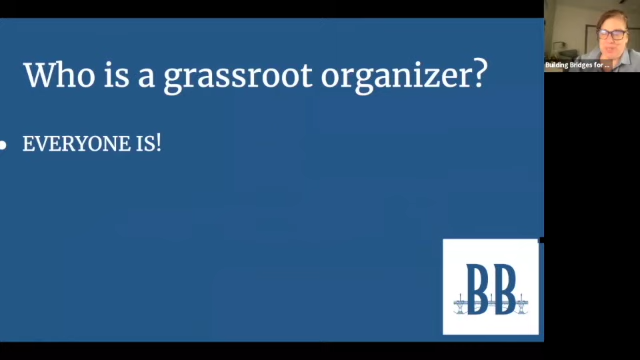 Who is a grassroot organizer?
EVERYONE IS!
BB
Building Bridges for ...